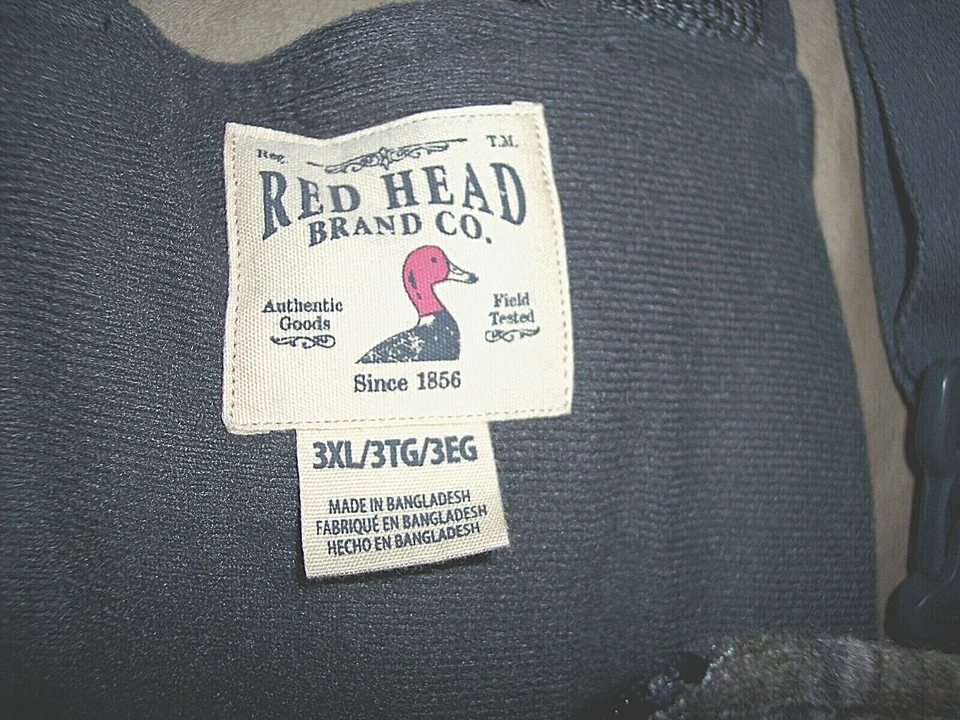 Reg. T.M.
RED HEAD
BRAND CO.
Authentic Goods
Field Tested
Since 1856
3XL/3TG/3EG
MADE IN BANGLADESH
FABRIQUÉ EN BANGLADESH
HECHO EN BANGLADESH